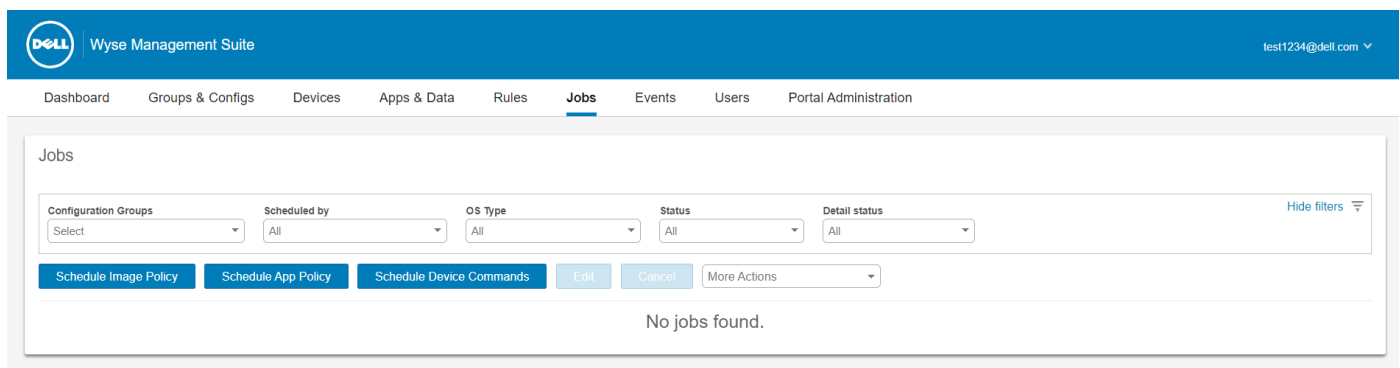 DELL Wyse Management Suite test1234@dell.com
Dashboard Groups & Configs Devices Apps & Data Rules Jobs Events Users Portal Administration
Jobs
Configuration Groups Scheduled by OS Type Status Detail status Hide filters
Select All All All All
Schedule Image Policy Schedule App Policy Schedule Device Commands Edit Cancel More Actions
No jobs found.